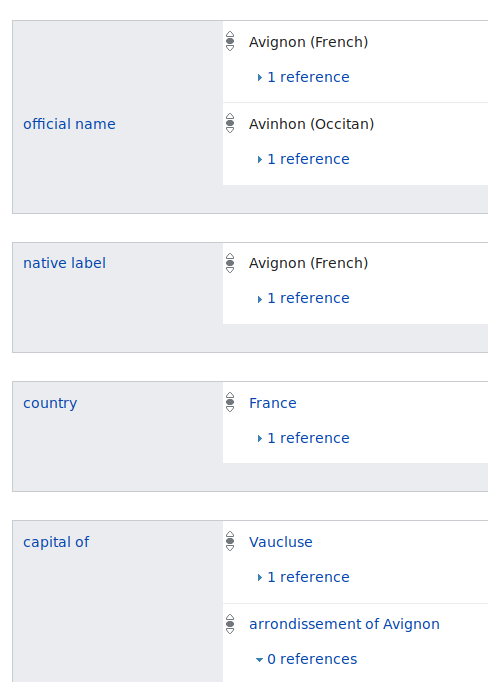 official name
Avignon (French)
1 reference
Avinhon (Occitan)
1 reference
native label
Avignon (French)
1 reference
country
France
1 reference
capital of
Vaucluse
1 reference
arrondissement of Avignon
0 references